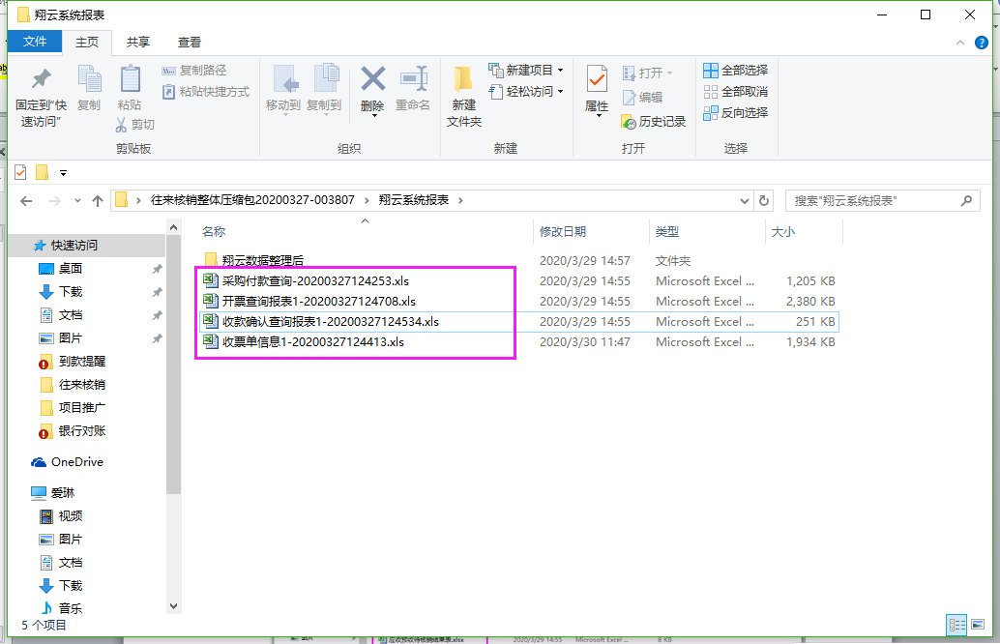 翔云系统报表
文件 主页 共享 查看
固定到"快速访问"
复制
粘贴
复制路径
粘贴快捷方式
剪切
剪贴板
移动到 复制到 删除 重命名
组织
新建文件夹
新建项目
轻松访问
新建
属性
打开
编辑
历史记录
打开
全部选择
全部取消
反向选择
选择
往来核销整体压缩包20200327-003807 > 翔云系统报表 >
搜索"翔云系统报表"
名称 修改日期 类型 大小
翔云数据整理后 2020/3/29 14:57 文件夹
采购付款查询-20200327124253.xls 2020/3/29 14:55 Microsoft Excel ... 1,205 KB
开票查询报表1-20200327124708.xls 2020/3/29 14:55 Microsoft Excel ... 2,380 KB
收款确认查询报表1-20200327124534.xls 2020/3/29 14:55 Microsoft Excel ... 251 KB
收票单信息1-20200327124413.xls 2020/3/30 11:47 Microsoft Excel ... 1,934 KB
快速访问
桌面
下载
文档
图片
到款提醒
往来核销
项目推广
银行对账
OneDrive
爱琳
视频
图片
文档
下载
音乐
5 个项目